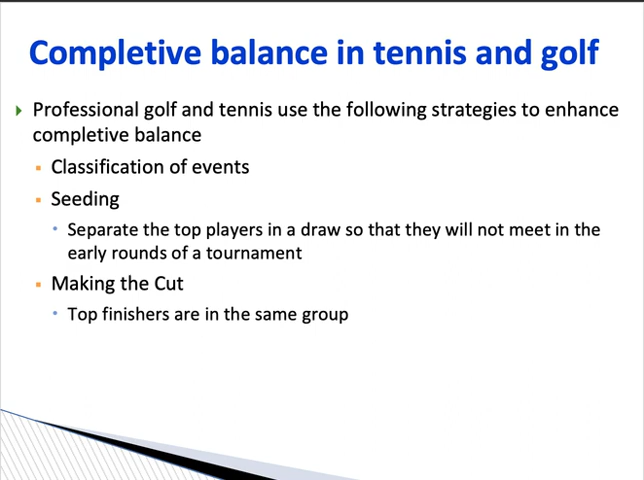 Completive balance in tennis and golf
Professional golf and tennis use the following strategies to enhance
completive balance
Classification of events
Seeding
Separate the top players in a draw so that they will not meet in the
early rounds of a tournament
Making the Cut
Top finishers are in the same group